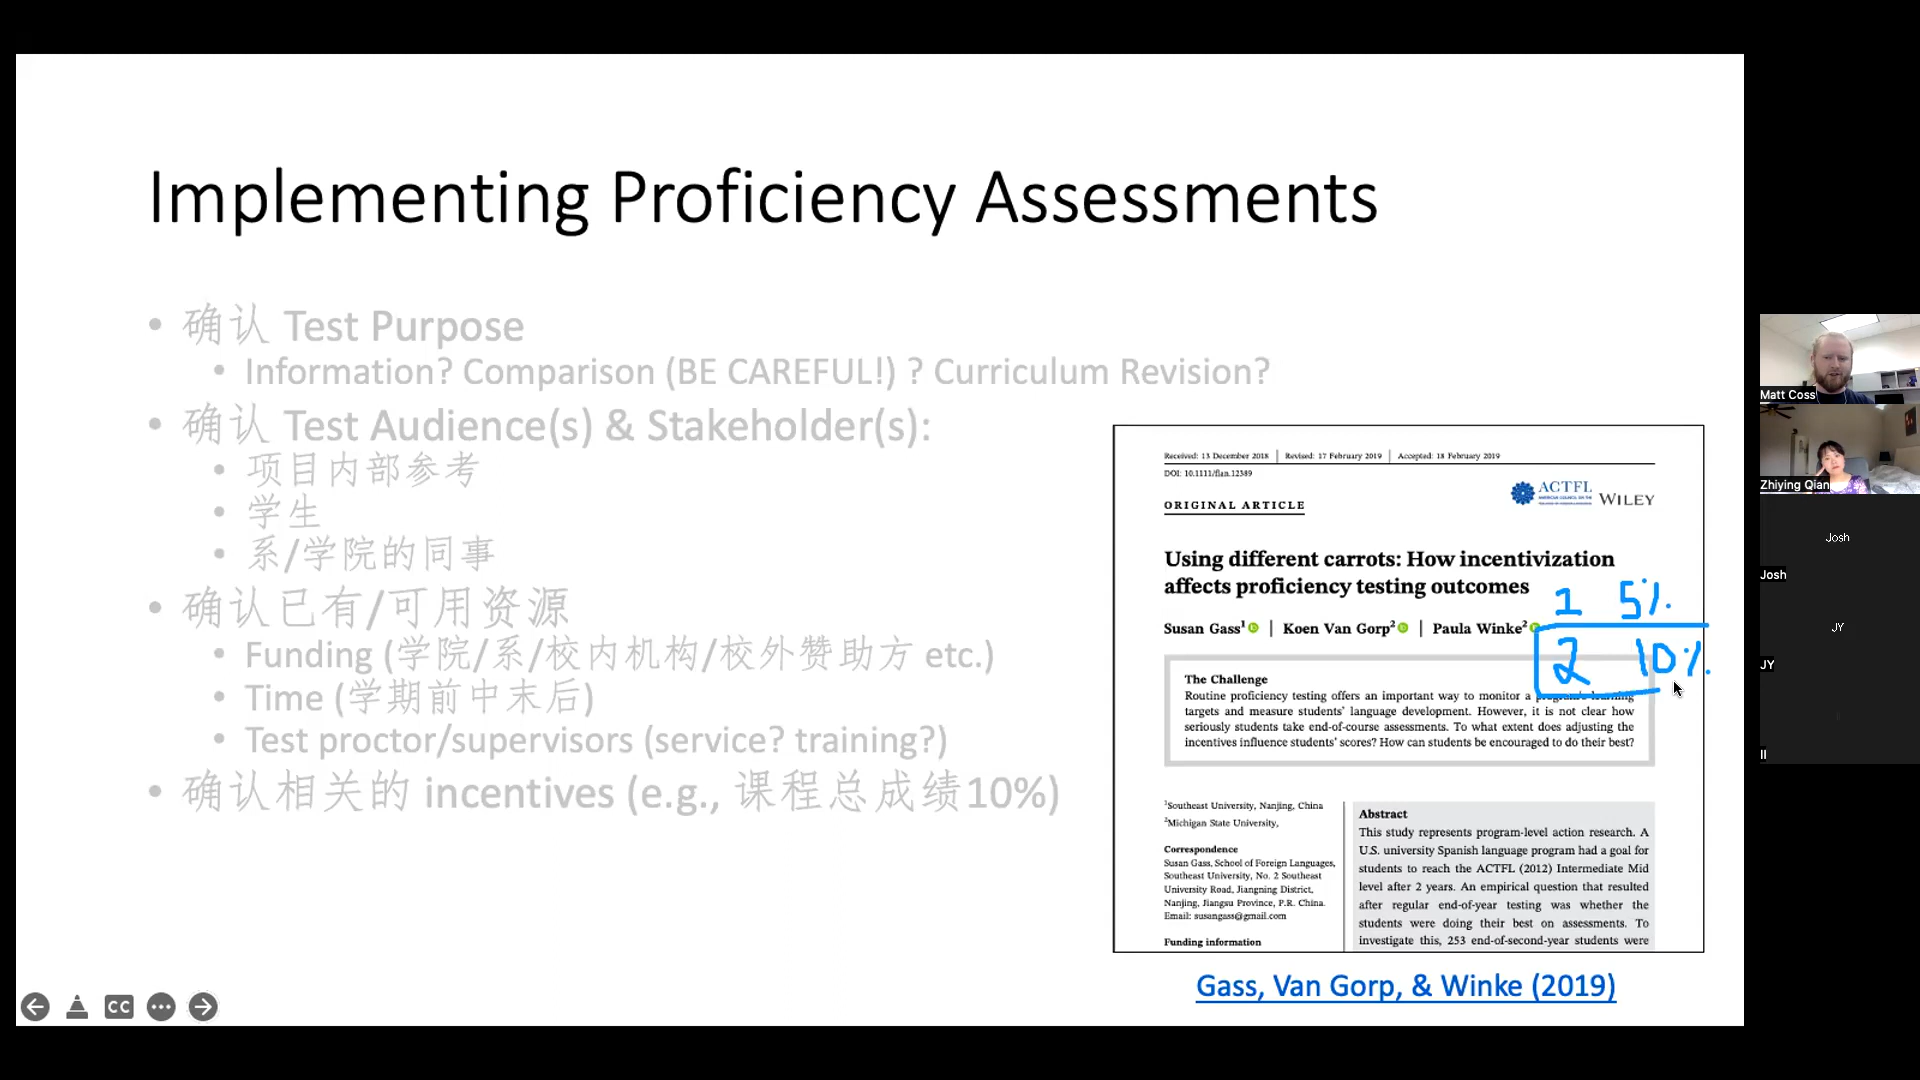 Implementing Proficiency Assessments
• 确认 Test Purpose
• Information? Comparison (BE CAREFUL!) ? Curriculum Revision?
• 确认 Test Audience(s) & Stakeholder(s):
• 项目内部参考
• 学生
• 系/学院的同事
• 确认已有/可用资源
• Funding (学院/系/校内机构/校外赞助方 etc.)
• Time (学期前中末后)
• Test proctor/supervisors (service? training?)
• 确认相关的 incentives (e.g., 课程总成绩10%)
Received: 13 December 2018 | Revised: 17 February 2019 | Accepted: 18 February 2019
DOI: 10.1111/flan.12389
ORIGINAL ARTICLE
ACTFL
WILEY
Using different carrots: How incentivization
affects proficiency testing outcomes
1 5%
Susan Gass1 | Koen Van Gorp2 | Paula Winke2
2 10%
The Challenge
Routine proficiency testing offers an important way to monitor a program's learning
targets and measure students' language development. However, it is not clear how
seriously students take end-of-course assessments. To what extent does adjusting the
incentives influence students' scores? How can students be encouraged to do their best?
1Southeast University, Nanjing, China
2Michigan State University,
Correspondence
Susan Gass, School of Foreign Languages,
Southeast University, No. 2 Southeast
University Road, Jiangning District,
Nanjing, Jiangsu Province, P.R. China.
Email: susangass@gmail.com
Funding information
Abstract
This study represents program-level action research. A
U.S. university Spanish language program had a goal for
students to reach the ACTFL (2012) Intermediate Mid
level after 2 years. An empirical question that resulted
after regular end-of-year testing was whether the
students were doing their best on assessments. To
investigate this, 253 end-of-second-year students were
Gass, Van Gorp, & Winke (2019)
CC
Matt Coss
Zhiying Qian
Josh
Josh
JY
JY
ll